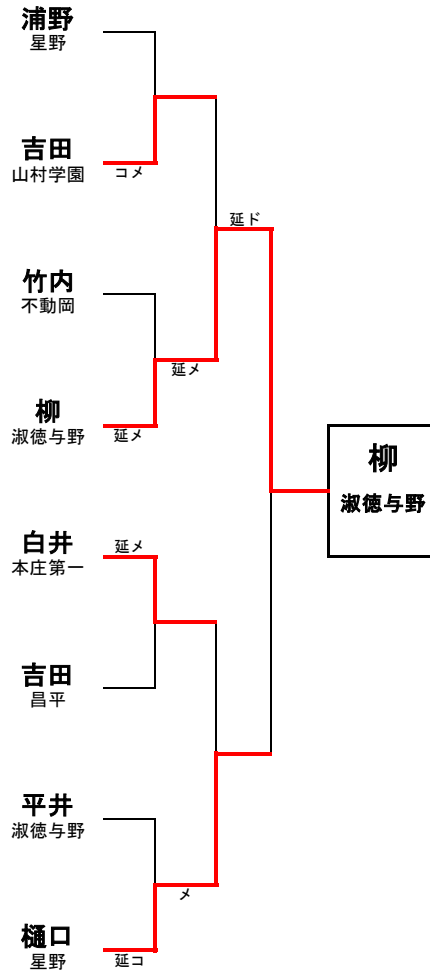 浦野
星野
吉田
山村学園
コメ
延ド
竹内
不動岡
延メ
柳
淑徳与野
延メ
柳
淑徳与野
白井
本庄第一
延メ
吉田
昌平
平井
淑徳与野
メ
樋口
星野
延コ